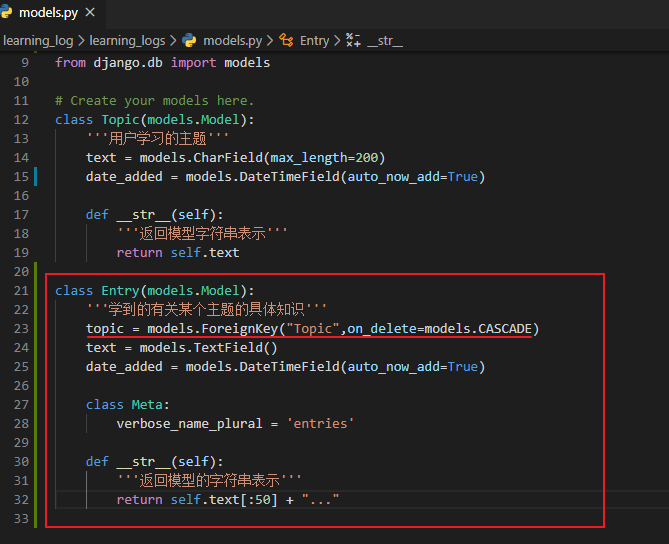 models.py ×
learning_log > learning_logs > models.py > Entry > __str__
9 from django.db import models
10
11 # Create your models here.
12 class Topic(models.Model):
13     '''用户学习的主题'''
14     text = models.CharField(max_length=200)
15     date_added = models.DateTimeField(auto_now_add=True)
16
17     def __str__(self):
18         '''返回模型字符串表示'''
19         return self.text
20
21 class Entry(models.Model):
22     '''学到的有关某个主题的具体知识'''
23     topic = models.ForeignKey("Topic",on_delete=models.CASCADE)
24     text = models.TextField()
25     date_added = models.DateTimeField(auto_now_add=True)
26
27     class Meta:
28         verbose_name_plural = 'entries'
29
30     def __str__(self):
31         '''返回模型的字符串表示'''
32         return self.text[:50] + "..."
33